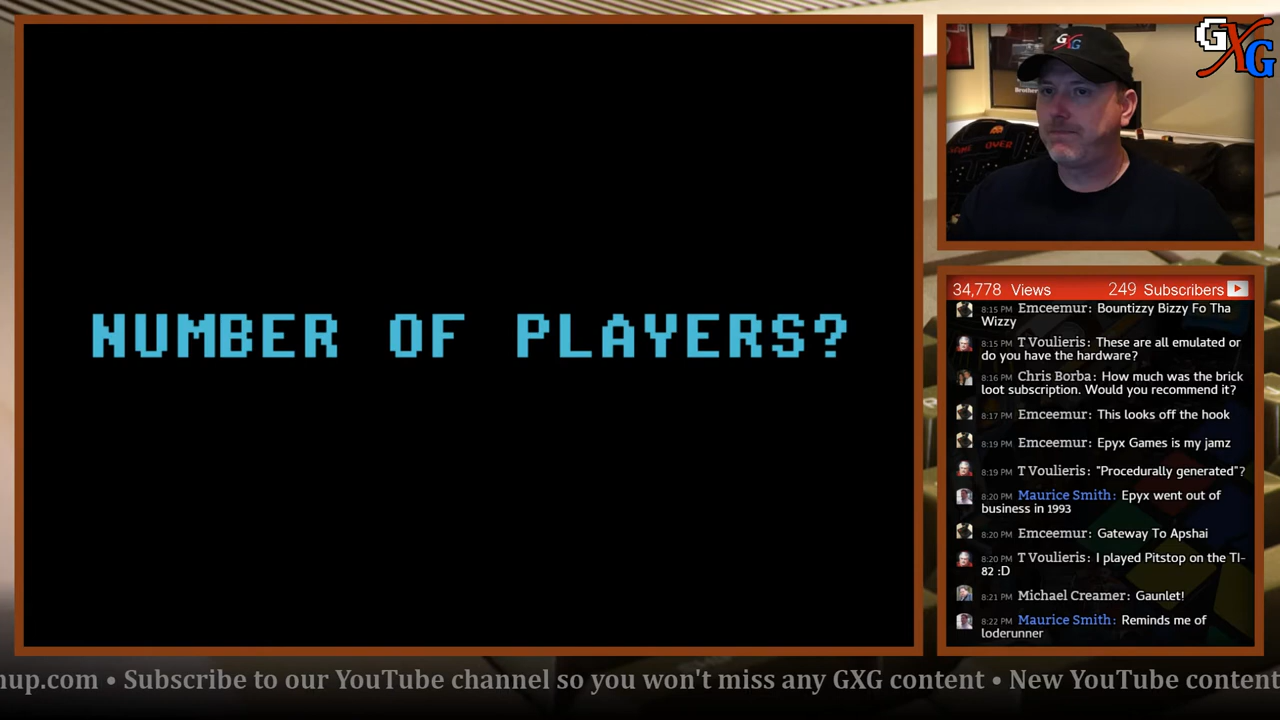 NUMBER OF PLAYERS?
GXG
GXG
Brother
OVER
34,778 Views 249 Subscribers
8:15 PM Emceemur: Bountizzy Bizzy Fo Tha
Wizzy
8:15 PM T Voulieris: These are all emulated or
do you have the hardware?
8:16 PM Chris Borba: How much was the brick
loot subscription. Would you recommend it?
8:17 PM Emceemur: This looks off the hook
8:19 PM Emceemur: Epyx Games is my jamz
8:19 PM T Voulieris: "Procedurally generated"?
8:20 PM Maurice Smith: Epyx went out of
business in 1993
8:20 PM Emceemur: Gateway To Apshai
8:20 PM T Voulieris: I played Pitstop on the TI-
82 :D
8:21 PM Michael Creamer: Gaunlet!
8:22 PM Maurice Smith: Reminds me of
loderunner
nup.com • Subscribe to our YouTube channel so you won't miss any GXG content • New YouTube content